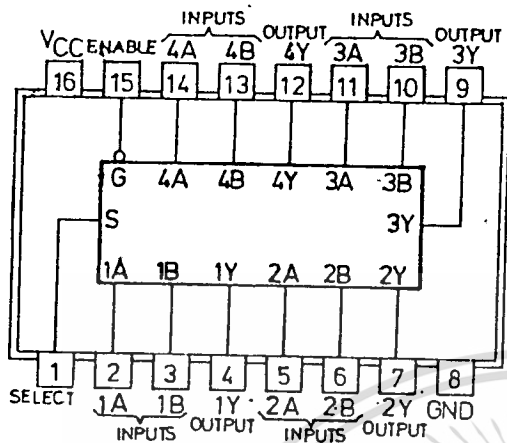 INPUTS OUTPUT INPUTS OUTPUT
VCC ENABLE 4A 4B 4Y 3A 3B 3Y
16 15 14 13 12 11 10 9
G 4A 4B 4Y 3A 3B
S 3Y
1A 1B 1Y 2A 2B 2Y
1 2 3 4 5 6 7 8
SELECT 1A 1B OUTPUT 1Y 2A 2B OUTPUT 2Y GND
INPUTS INPUTS